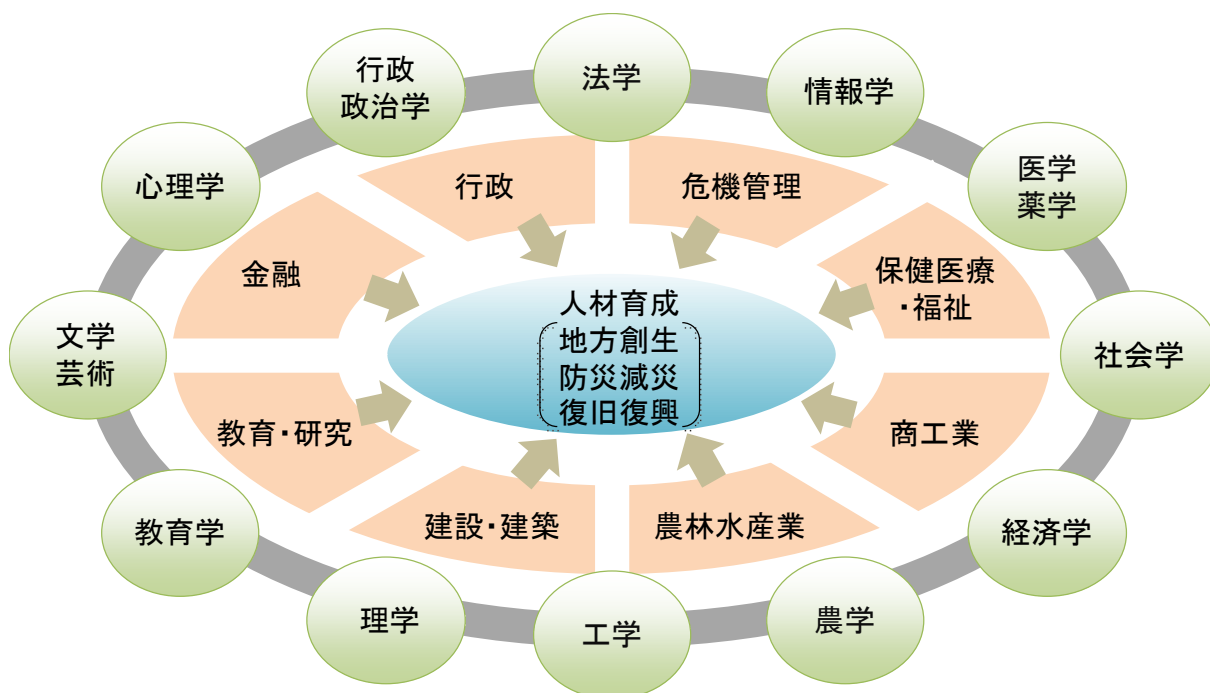 行政
政治学
法学
情報学
心理学
医学
薬学
行政
危機管理
金融
保健医療
・福祉
人材育成
地方創生
防災減災
復旧復興
文学
芸術
社会学
教育・研究
商工業
建設・建築
農林水産業
教育学
経済学
理学
工学
農学